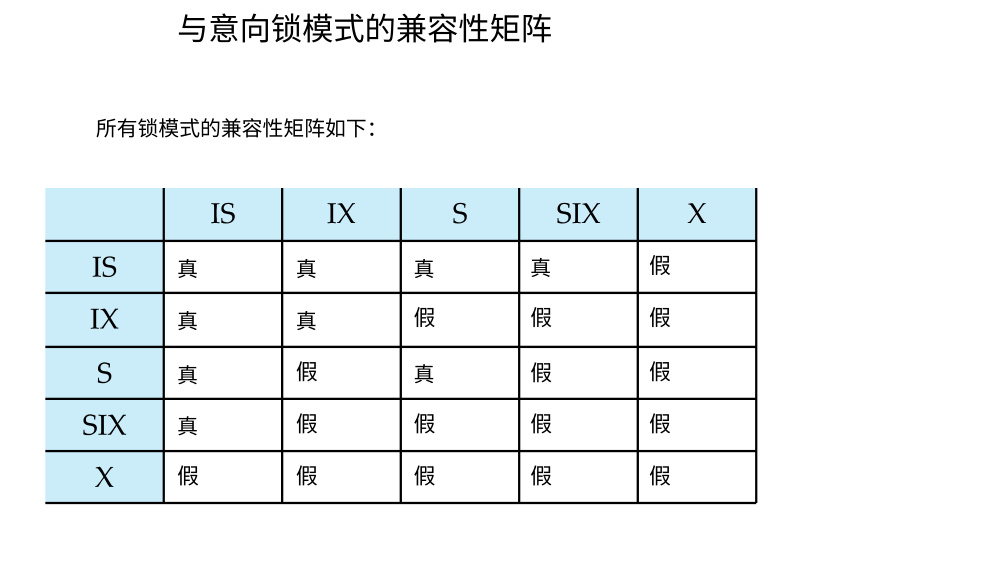 与意向锁模式的兼容性矩阵
所有锁模式的兼容性矩阵如下：
IS IX S SIX X
IS 真 真 真 真 假
IX 真 真 假 假 假
S 真 假 真 假 假
SIX 真 假 假 假 假
X 假 假 假 假 假